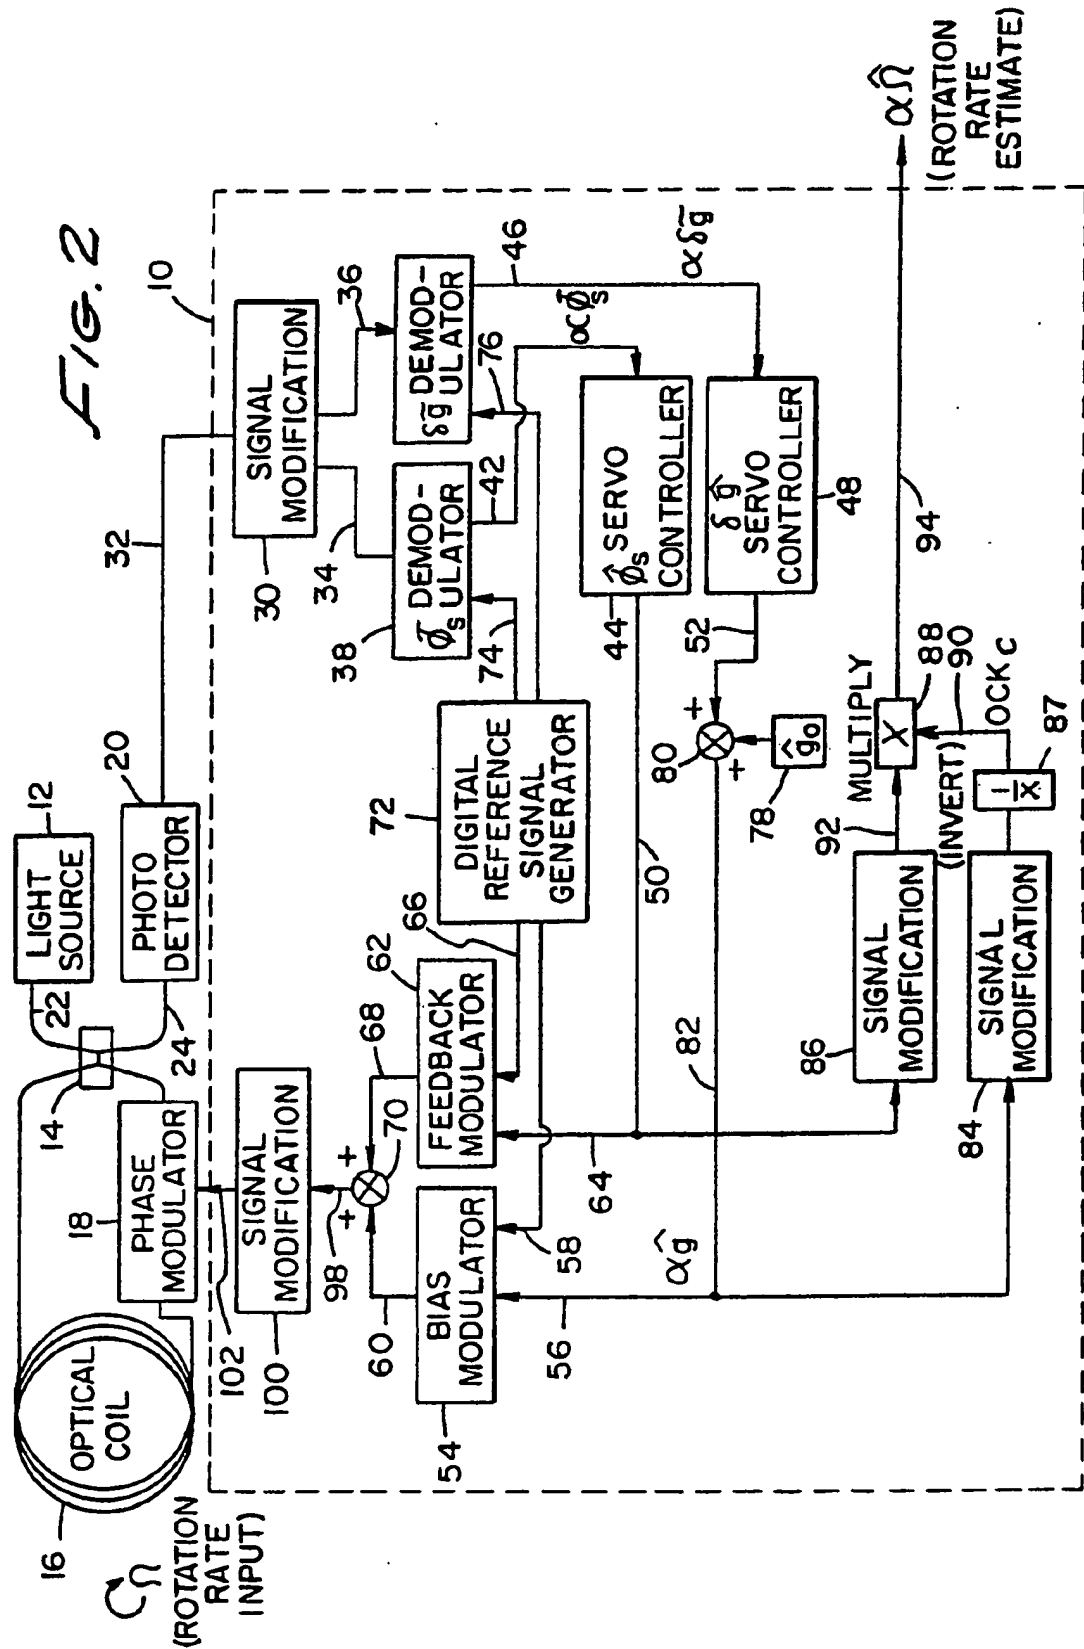 FIG. 2
OPTICAL
COIL
16
Ω
(ROTATION
RATE
INPUT)
18
PHASE
MODULATOR
14
22
LIGHT
SOURCE
12
24
PHOTO
DETECTOR
20
32
10
102
SIGNAL
MODIFICATION
100
98
+
+
70
60
68
BIAS
MODULATOR
54
58
56
FEEDBACK
MODULATOR
62
64
66
72
DIGITAL
REFERENCE
SIGNAL
GENERATOR
74
76
SIGNAL
MODIFICATION
30
34
36
38
DEMOD-
ULATOR
42
δg̃ DEMOD-
ULATOR
46
αδg̃
44
SERVO
CONTROLLER
50
δĝ
SERVO
CONTROLLER
48
52
+
+
80
78
ĝ₀
82
αĝ
86
SIGNAL
MODIFICATION
92
MULTIPLY
X
88
90
(INVERT)
1/X
87
84
SIGNAL
MODIFICATION
94
αΩ̂
(ROTATION
RATE
ESTIMATE)